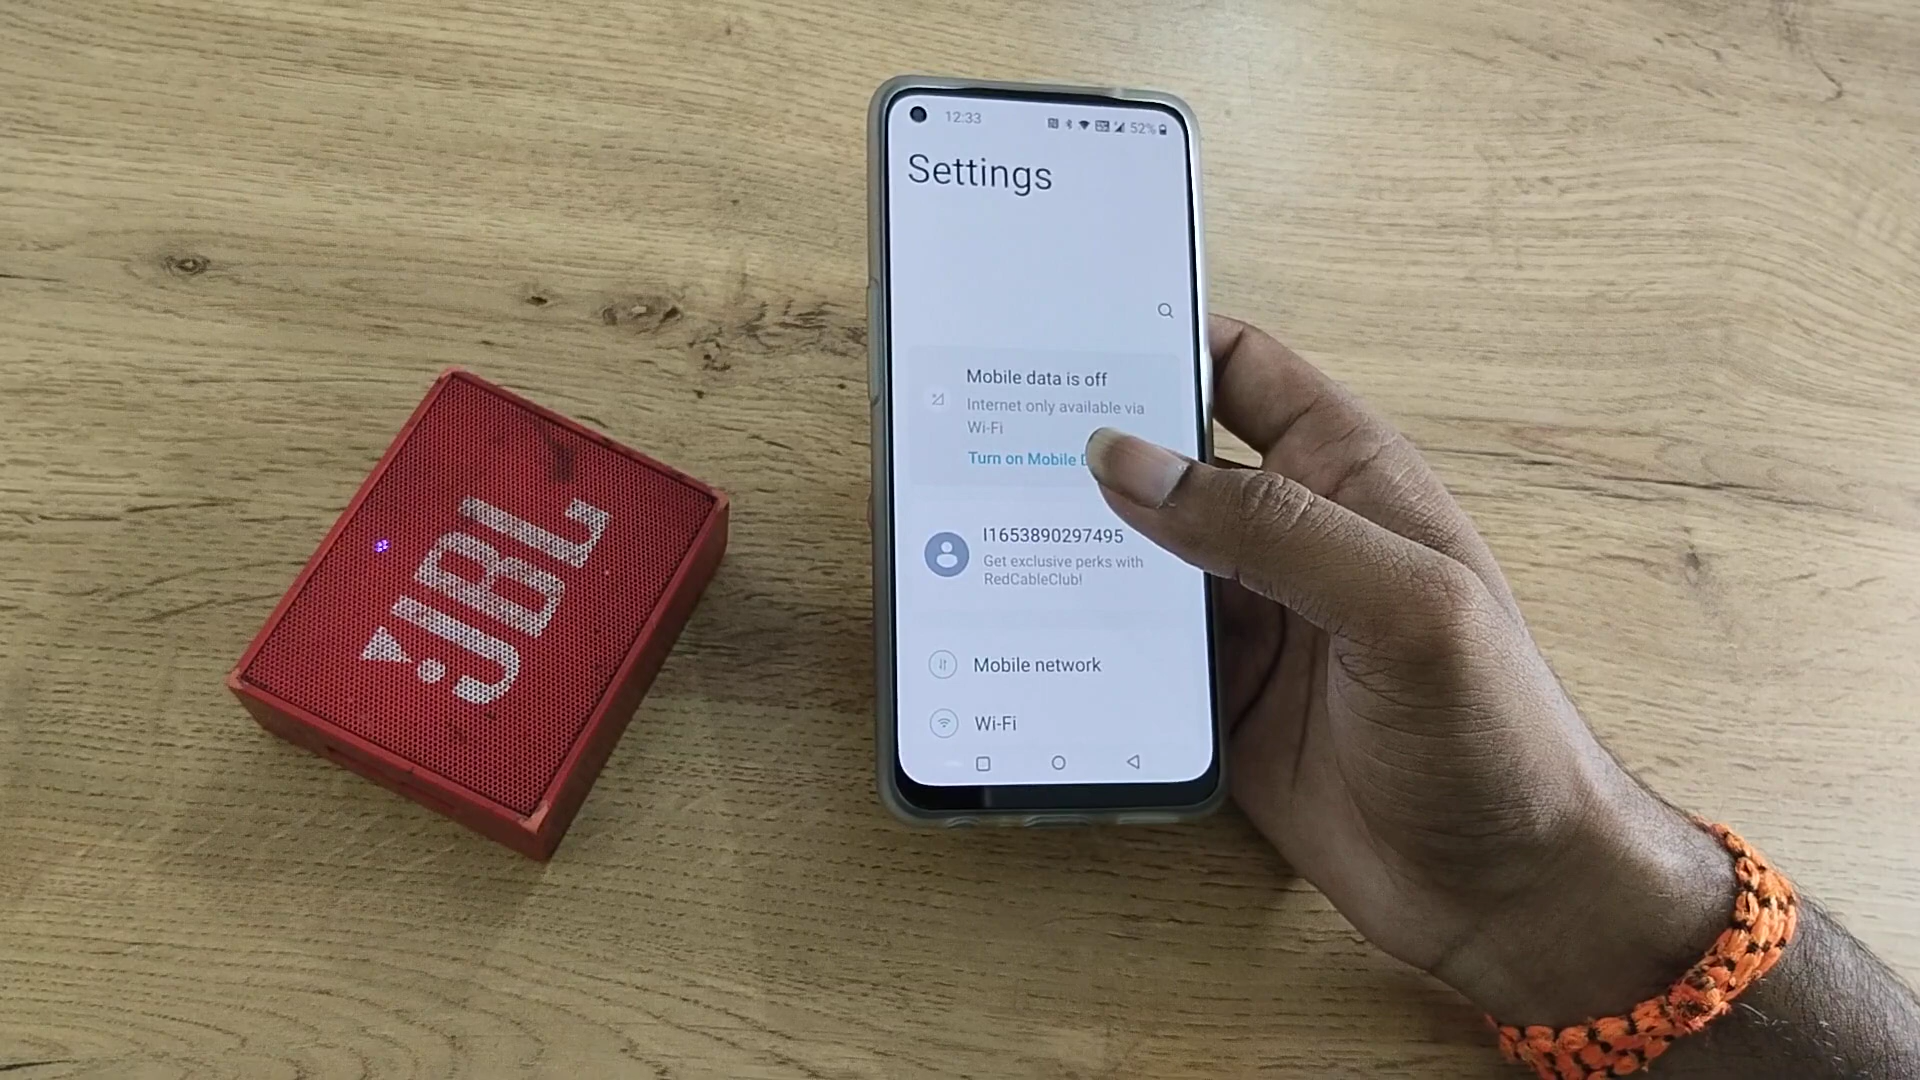 JBL
12:33
52%
Settings
Mobile data is off
Internet only available via
Wi-Fi
Turn on Mobile
I1653890297495
Get exclusive perks with
RedCableClub!
Mobile network
Wi-Fi